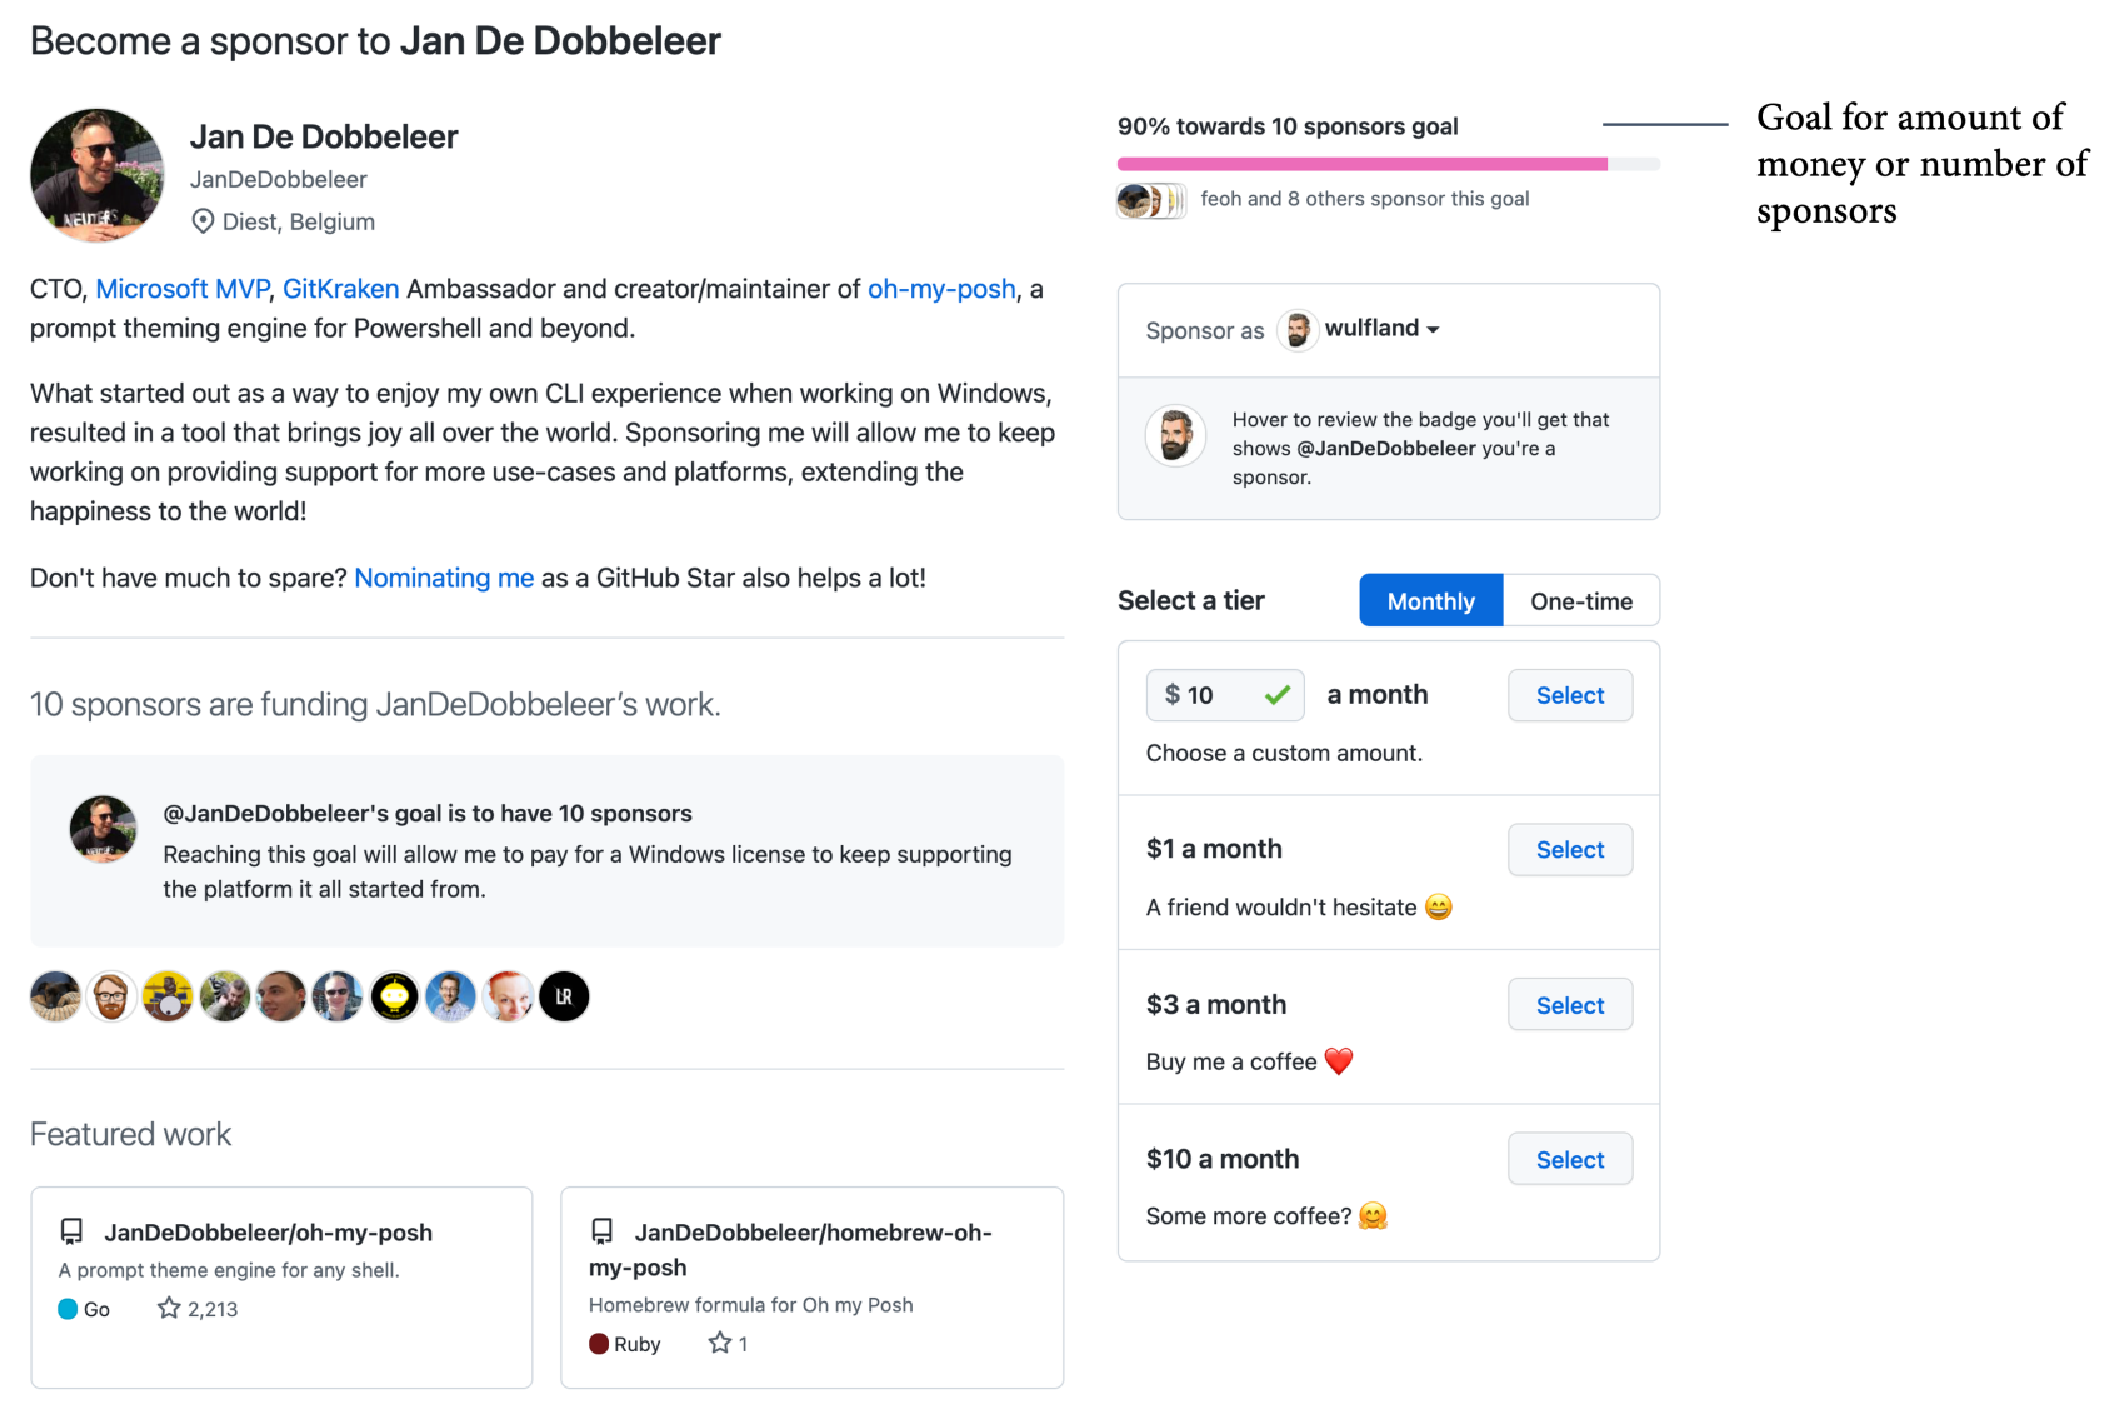 Become a sponsor to Jan De Dobbeleer
Jan De Dobbeleer
JanDeDobbeleer
Diest, Belgium
CTO, Microsoft MVP, GitKraken Ambassador and creator/maintainer of oh-my-posh, a
prompt theming engine for Powershell and beyond.
What started out as a way to enjoy my own CLI experience when working on Windows,
resulted in a tool that brings joy all over the world. Sponsoring me will allow me to keep
working on providing support for more use-cases and platforms, extending the
happiness to the world!
Don't have much to spare? Nominating me as a GitHub Star also helps a lot!
10 sponsors are funding JanDeDobbeleer's work.
@JanDeDobbeleer's goal is to have 10 sponsors
Reaching this goal will allow me to pay for a Windows license to keep supporting
the platform it all started from.
LR
Featured work
JanDeDobbeleer/oh-my-posh
A prompt theme engine for any shell.
Go 2,213
JanDeDobbeleer/homebrew-oh-
my-posh
Homebrew formula for Oh my Posh
Ruby 1
90% towards 10 sponsors goal
feoh and 8 others sponsor this goal
Goal for amount of
money or number of
sponsors
Sponsor as wulfland
Hover to review the badge you'll get that
shows @JanDeDobbeleer you're a
sponsor.
Select a tier Monthly One-time
$ 10 a month Select
Choose a custom amount.
$1 a month Select
A friend wouldn't hesitate 😄
$3 a month Select
Buy me a coffee ❤️
$10 a month Select
Some more coffee? 🤗